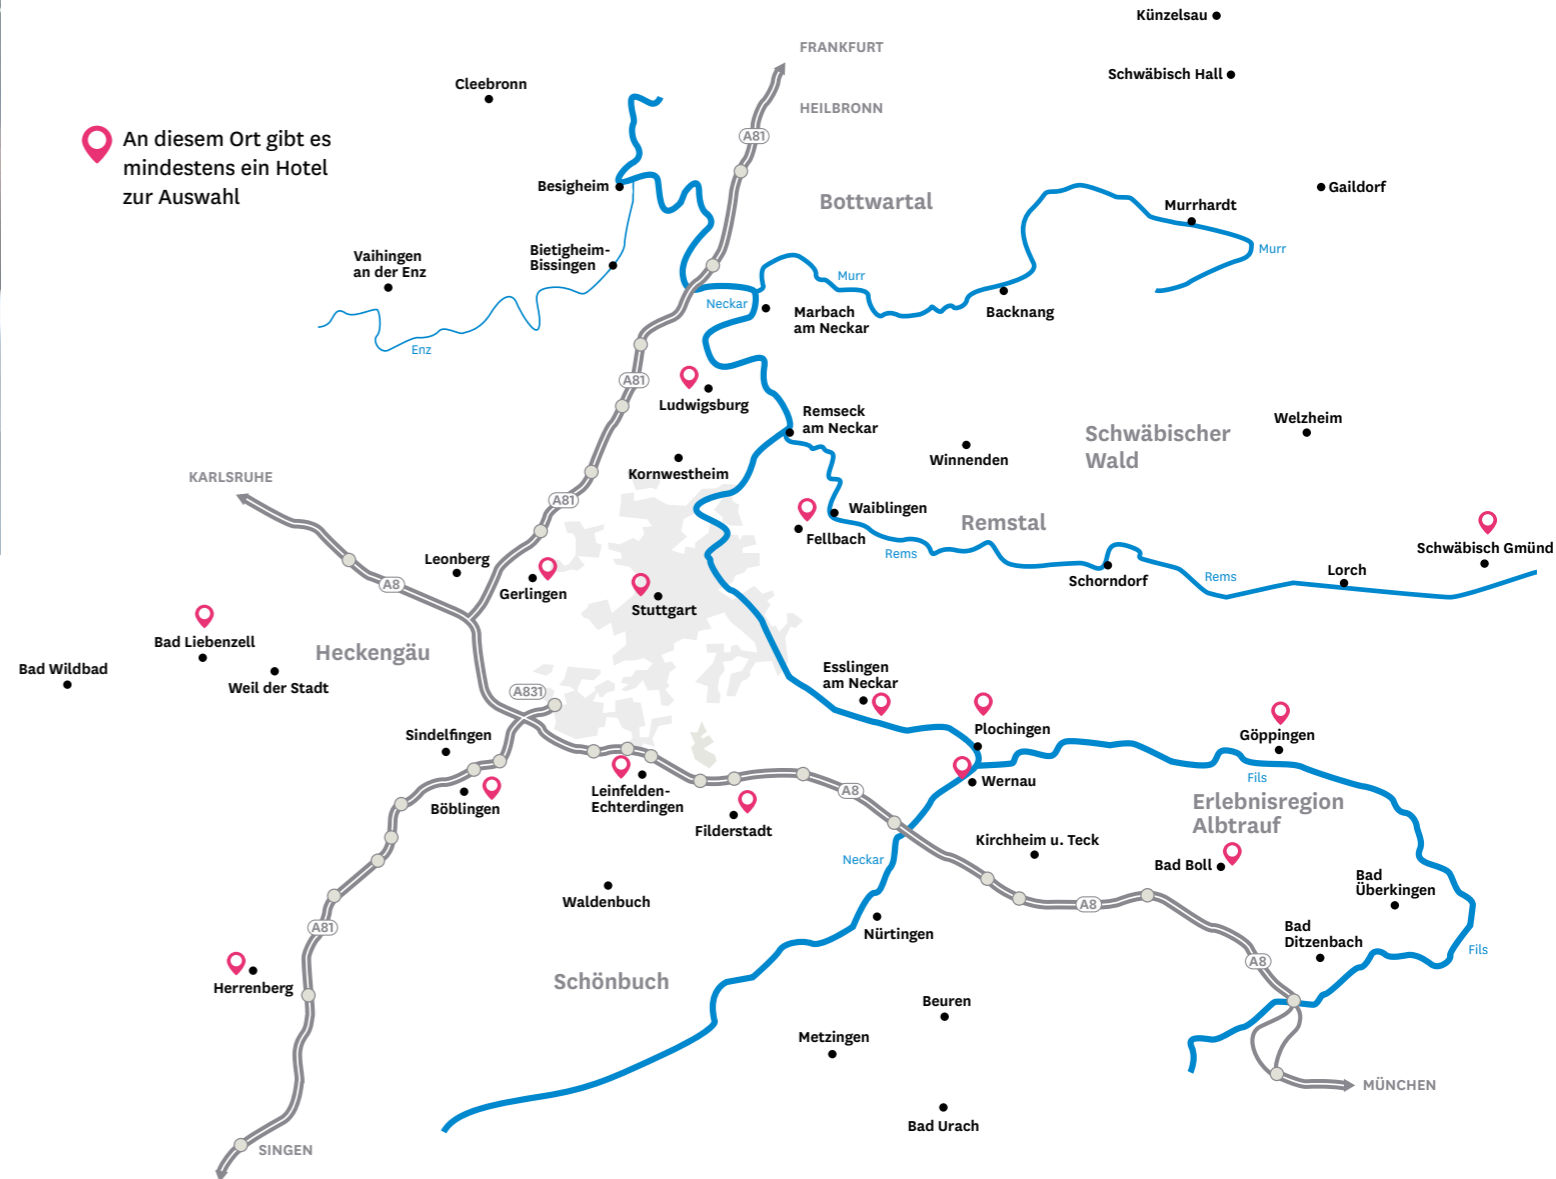 Künzelsau
FRANKFURT
Schwäbisch Hall
Cleebronn
HEILBRONN
A81
An diesem Ort gibt es
mindestens ein Hotel
zur Auswahl
Besigheim
Bottwartal
Gaildorf
Murrhardt
Murr
Vaihingen
an der Enz
Bietigheim-
Bissingen
Murr
Neckar
Marbach
am Neckar
Backnang
Enz
A81
Ludwigsburg
Remseck
am Neckar
Welzheim
Schwäbischer
Wald
Winnenden
Kornwestheim
KARLSRUHE
A81
Waiblingen
Remstal
Fellbach
Rems
Schwäbisch Gmünd
Leonberg
A8
Gerlingen
Schorndorf
Rems
Lorch
Stuttgart
Bad Liebenzell
Heckengäu
Bad Wildbad
Weil der Stadt
Esslingen
am Neckar
A831
Plochingen
Göppingen
Sindelfingen
Fils
Wernau
Leinfelden-
Echterdingen
A8
Böblingen
Erlebnisregion
Albtrauf
Filderstadt
Kirchheim u. Teck
Neckar
Bad Boll
Bad
Überkingen
Waldenbuch
A8
A81
Nürtingen
Bad
Ditzenbach
Fils
A8
Herrenberg
Schönbuch
Beuren
Metzingen
MÜNCHEN
Bad Urach
SINGEN